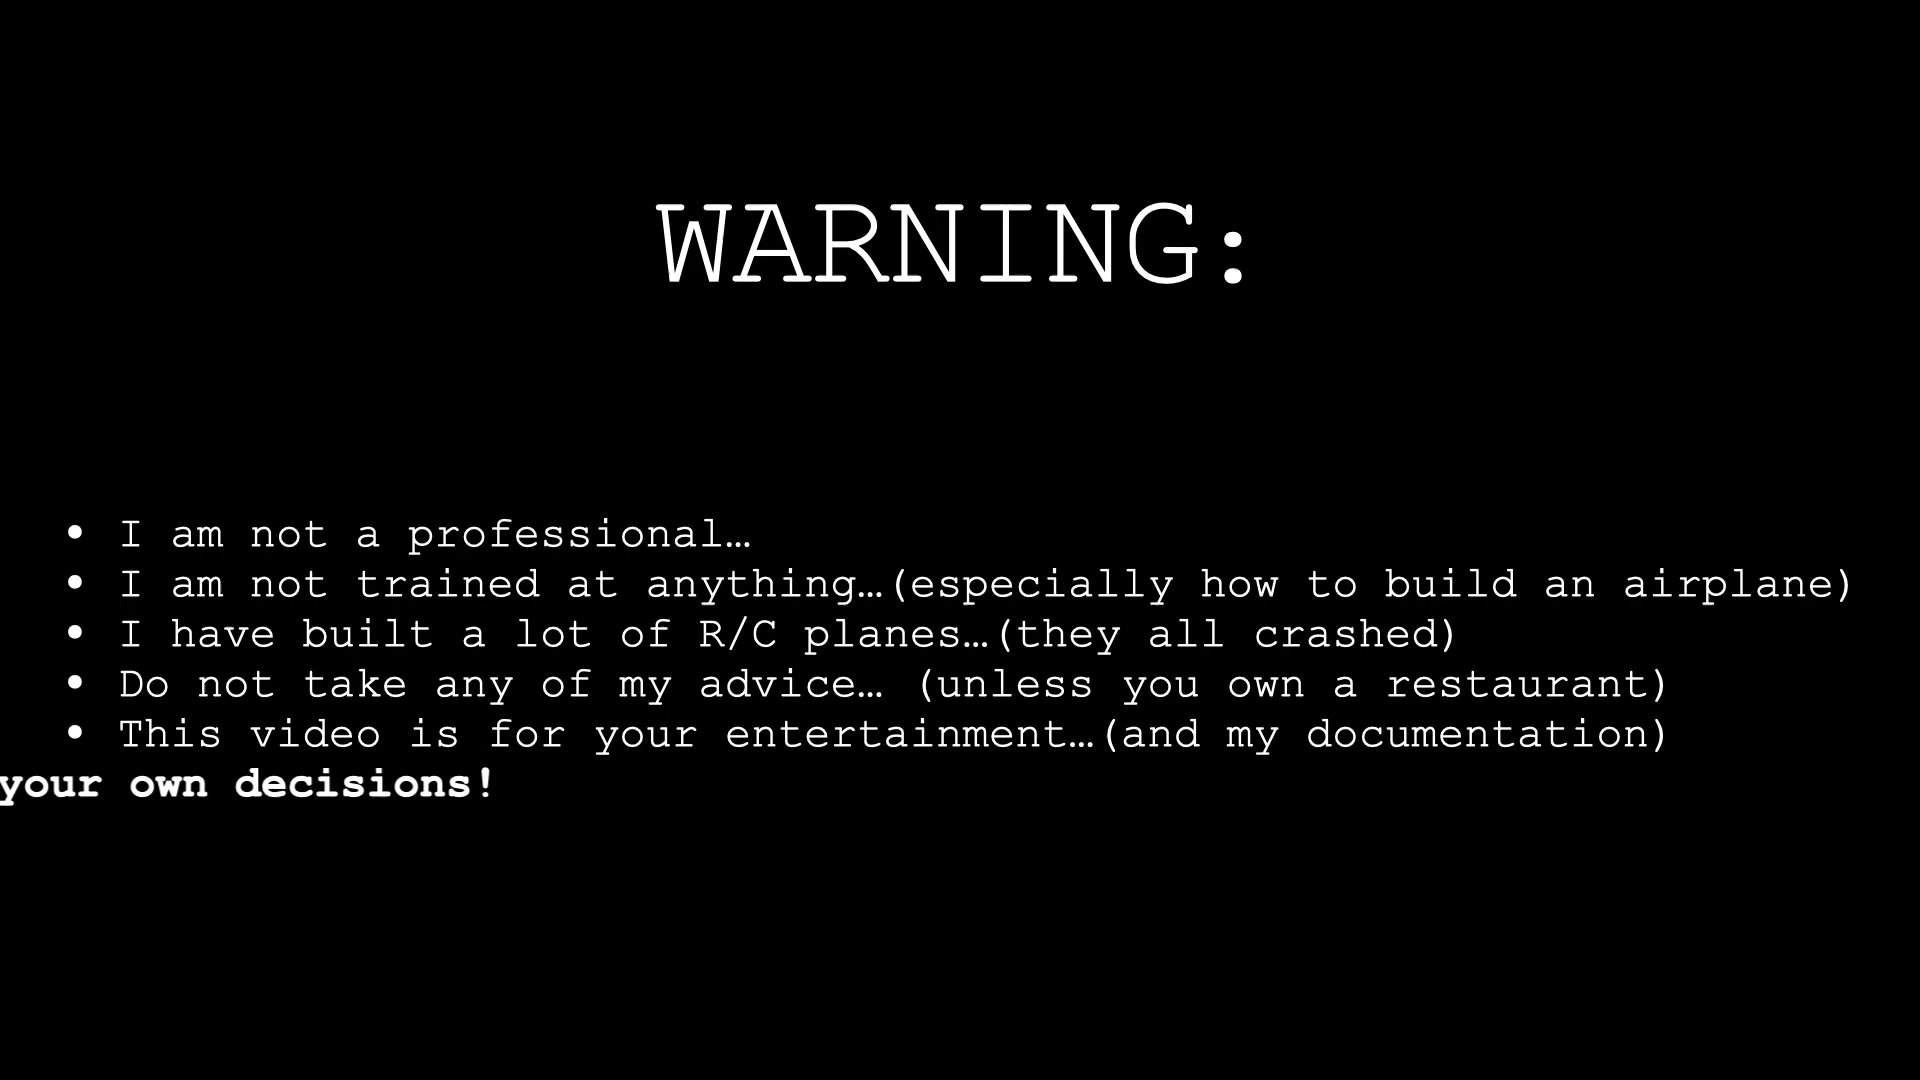 WARNING:
• I am not a professional…
• I am not trained at anything…(especially how to build an airplane)
• I have built a lot of R/C planes…(they all crashed)
• Do not take any of my advice… (unless you own a restaurant)
• This video is for your entertainment…(and my documentation)
your own decisions!